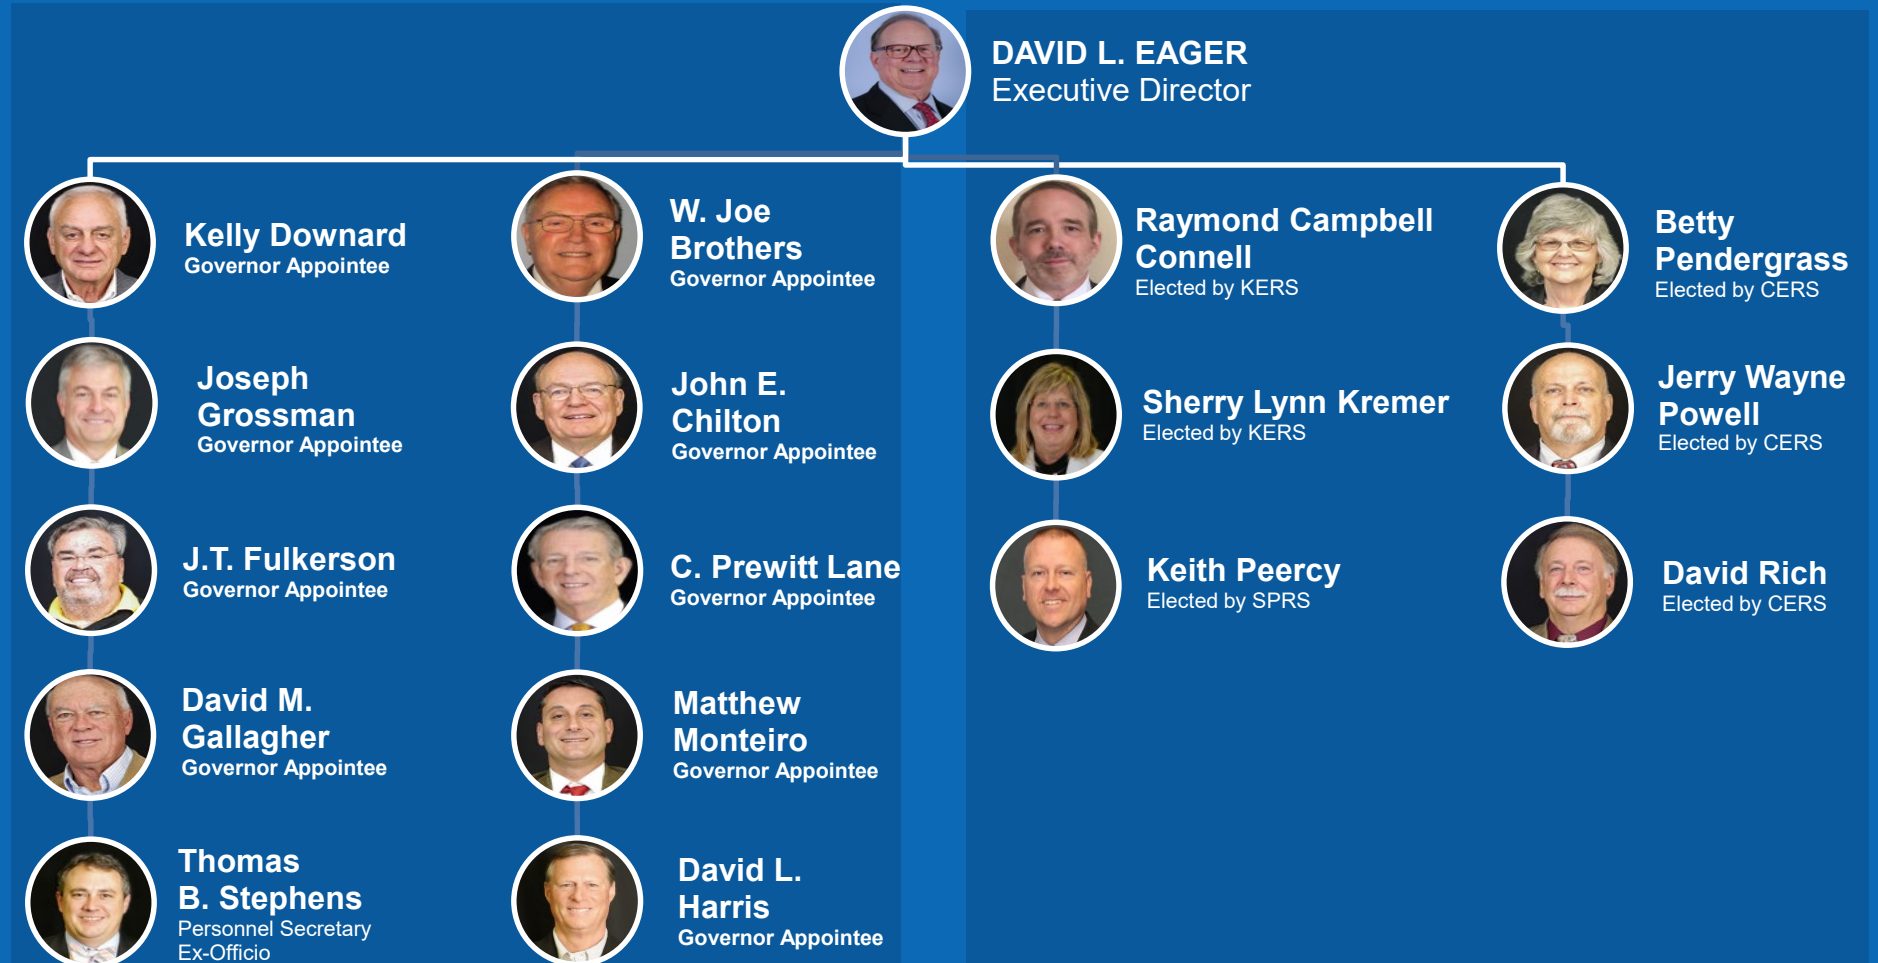 DAVID L. EAGER
Executive Director
Kelly Downard
Governor Appointee
W. Joe
Brothers
Governor Appointee
Raymond Campbell
Connell
Elected by KERS
Betty
Pendergrass
Elected by CERS
Joseph
Grossman
Governor Appointee
John E.
Chilton
Governor Appointee
Sherry Lynn Kremer
Elected by KERS
Jerry Wayne
Powell
Elected by CERS
J.T. Fulkerson
Governor Appointee
C. Prewitt Lane
Governor Appointee
Keith Peercy
Elected by SPRS
David Rich
Elected by CERS
David M.
Gallagher
Governor Appointee
Matthew
Monteiro
Governor Appointee
Thomas
B. Stephens
Personnel Secretary
Ex-Officio
David L.
Harris
Governor Appointee